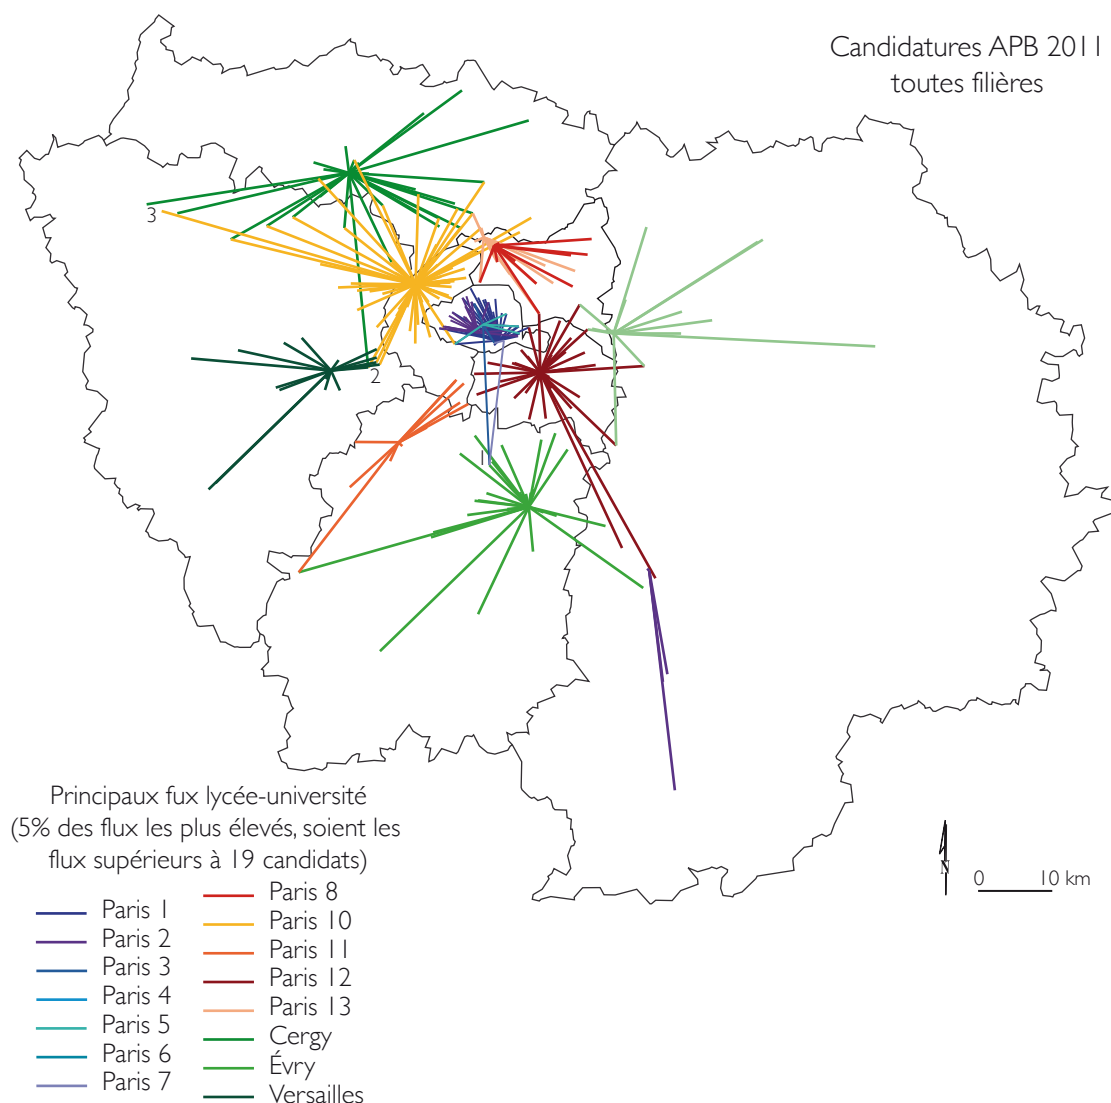 Candidatures APB 2011
toutes filières
3
2
1
Principaux fux lycée-université
(5% des flux les plus élevés, soient les
flux supérieurs à 19 candidats)
Paris 1
Paris 2
Paris 3
Paris 4
Paris 5
Paris 6
Paris 7
Paris 8
Paris 10
Paris 11
Paris 12
Paris 13
Cergy
Évry
Versailles
N
0 10 km